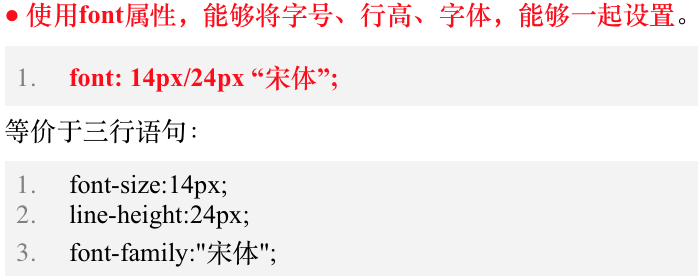 ● 使用font属性，能够将字号、行高、字体，能够一起设置。
1. font: 14px/24px “宋体”;
等价于三行语句：
1. font-size:14px;
2. line-height:24px;
3. font-family:"宋体";